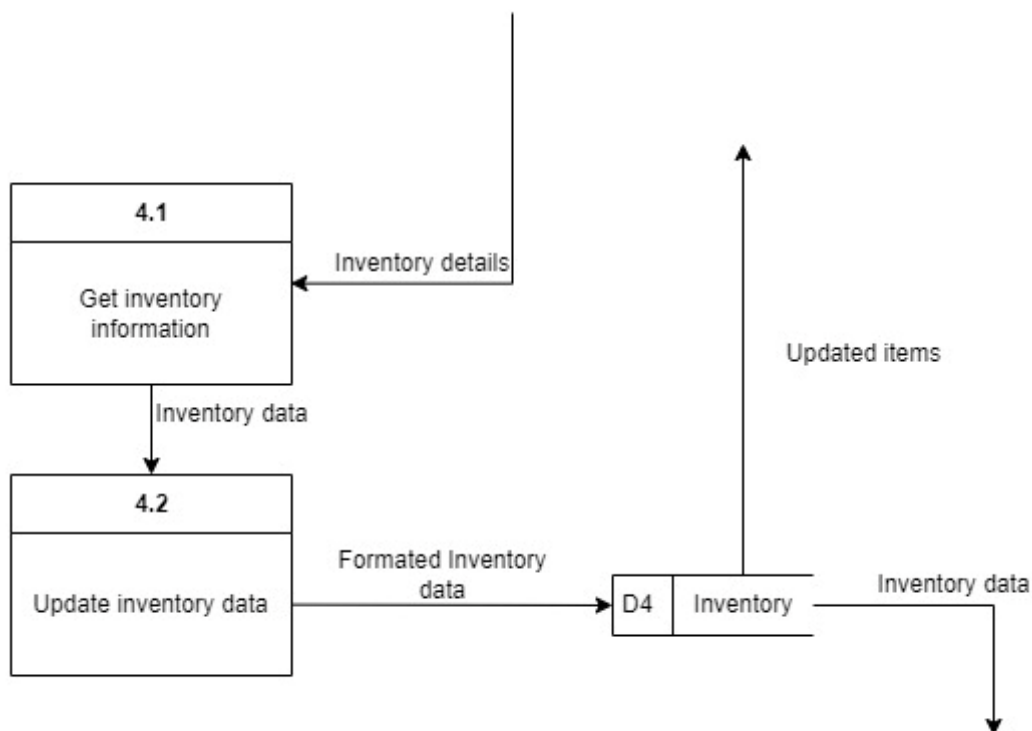 4.1
Inventory details
Get inventory
information
Updated items
Inventory data
4.2
Formated Inventory
data
Update inventory data
D4
Inventory
Inventory data